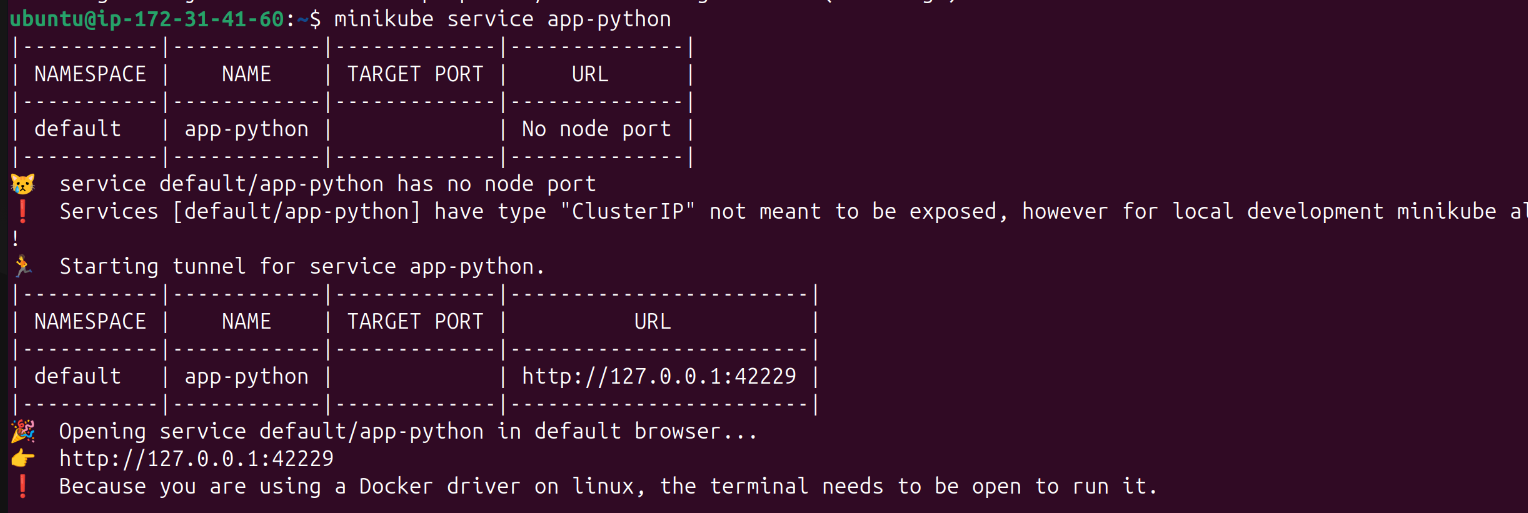 ubuntu@ip-172-31-41-60:~$ minikube service app-python
|-----------|------------|-------------|--------------|
| NAMESPACE |    NAME    | TARGET PORT |     URL      |
|-----------|------------|-------------|--------------|
| default   | app-python |             | No node port |
|-----------|------------|-------------|--------------|
😿  service default/app-python has no node port
❗  Services [default/app-python] have type "ClusterIP" not meant to be exposed, however for local development minikube al
!
🏃  Starting tunnel for service app-python.
|-----------|------------|-------------|------------------------|
| NAMESPACE |    NAME    | TARGET PORT |          URL           |
|-----------|------------|-------------|------------------------|
| default   | app-python |             | http://127.0.0.1:42229 |
|-----------|------------|-------------|------------------------|
🎉  Opening service default/app-python in default browser...
👉  http://127.0.0.1:42229
❗  Because you are using a Docker driver on linux, the terminal needs to be open to run it.